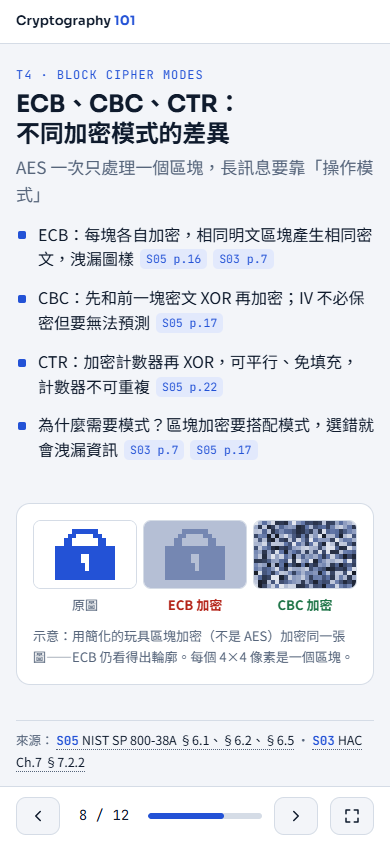 Cryptography 101
T4 · BLOCK CIPHER MODES
ECB、CBC、CTR：
不同加密模式的差異
AES 一次只處理一個區塊，長訊息要靠「操作模
式」
ECB：每塊各自加密，相同明文區塊產生相同密
文，洩漏圖樣 S05 p.16 S03 p.7
CBC：先和前一塊密文 XOR 再加密；IV 不必保
密但要無法預測 S05 p.17
CTR：加密計數器再 XOR，可平行、免填充，
計數器不可重複 S05 p.22
為什麼需要模式？區塊加密要搭配模式，選錯就
會洩漏資訊 S03 p.7 S05 p.17
原圖 ECB 加密 CBC 加密
示意：用簡化的玩具區塊加密（不是 AES）加密同一張
圖——ECB 仍看得出輪廓。每個 4×4 像素是一個區塊。
來源： S05 NIST SP 800-38A §6.1、§6.2、§6.5 · S03 HAC
Ch.7 §7.2.2
8 / 12